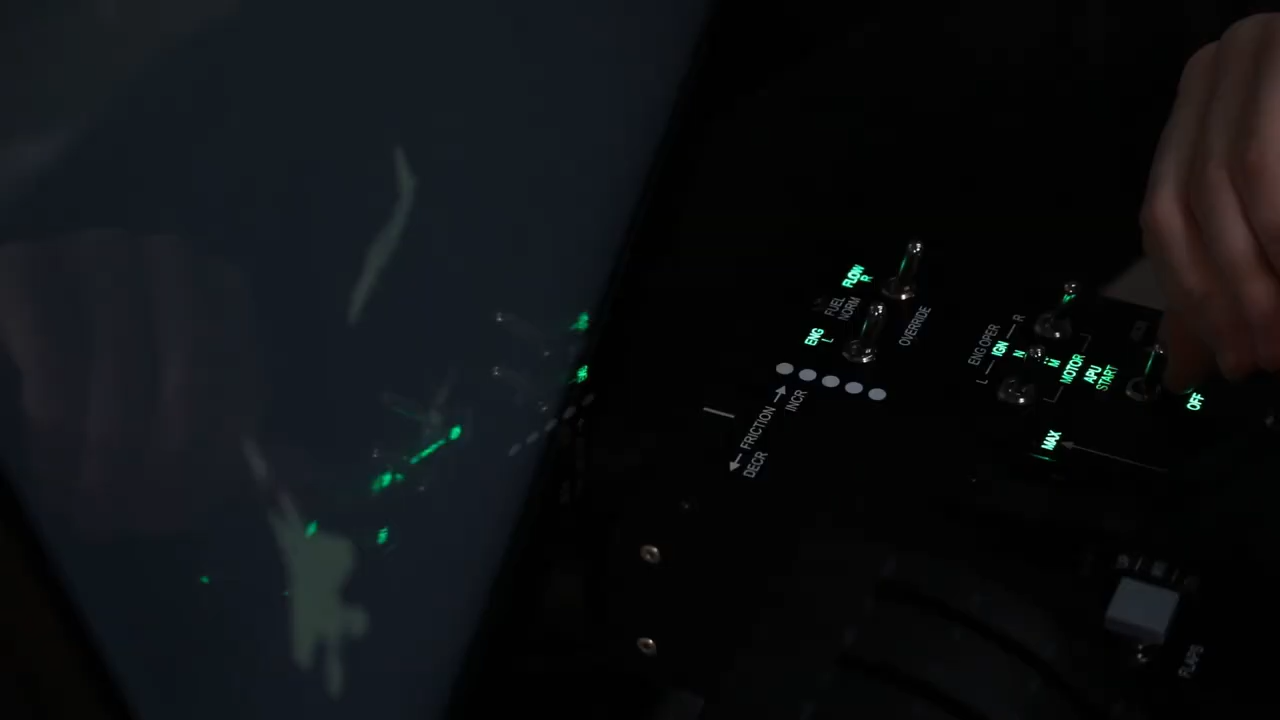 ENG FUEL FLOW
L NORM R
OVERRIDE
INCR
FRICTION
DECR
ENG OPER
L IGN R
N
M
MOTOR
APU
START
OFF
MAX
FLAPS